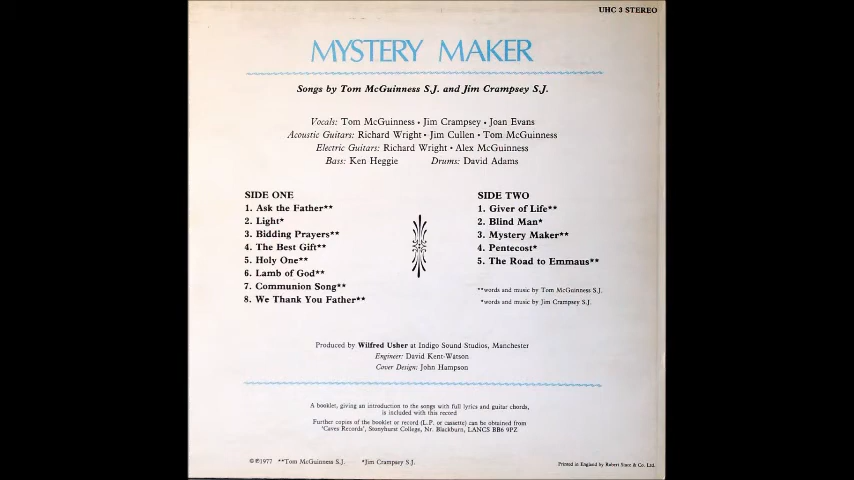 UHC 3 STEREO
MYSTERY MAKER
Songs by Tom McGuinness S.J. and Jim Crampsey S.J.
Vocals: Tom McGuinness • Jim Crampsey • Joan Evans
Acoustic Guitars: Richard Wright • Jim Cullen • Tom McGuinness
Electric Guitars: Richard Wright • Alex McGuinness
Bass: Ken Heggie Drums: David Adams
SIDE ONE
1. Ask the Father**
2. Light*
3. Bidding Prayers**
4. The Best Gift**
5. Holy One**
6. Lamb of God**
7. Communion Song**
8. We Thank You Father**
SIDE TWO
1. Giver of Life**
2. Blind Man*
3. Mystery Maker**
4. Pentecost*
5. The Road to Emmaus**
**words and music by Tom McGuinness S.J.
*words and music by Jim Crampsey S.J.
Produced by Wilfred Usher at Indigo Sound Studios, Manchester
Engineer: David Kent-Watson
Cover Design: John Hampson
A booklet, giving an introduction to the songs with full lyrics and guitar chords,
is included with this record
Further copies of the booklet or record (L.P. or cassette) can be obtained from
'Caves Records', Stonyhurst College, Nr. Blackburn, LANCS BB6 9PZ
©℗1977 **Tom McGuinness S.J. *Jim Crampsey S.J.
Printed in England by Robert Stace & Co. Ltd.